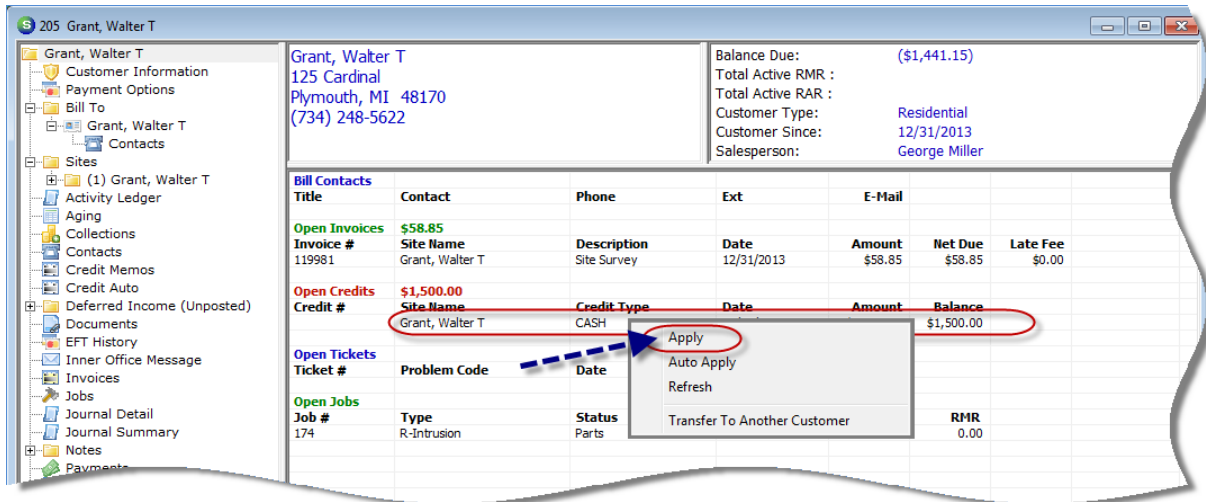 205 Grant, Walter T
Grant, Walter T
Customer Information
Payment Options
Bill To
Grant, Walter T
Contacts
Sites
(1) Grant, Walter T
Activity Ledger
Aging
Collections
Contacts
Credit Memos
Credit Auto
Deferred Income (Unposted)
Documents
EFT History
Inner Office Message
Invoices
Jobs
Journal Detail
Journal Summary
Notes
Payments
Grant, Walter T
125 Cardinal
Plymouth, MI 48170
(734) 248-5622
Balance Due: ($1,441.15)
Total Active RMR :
Total Active RAR :
Customer Type: Residential
Customer Since: 12/31/2013
Salesperson: George Miller
Bill Contacts
Title Contact Phone Ext E-Mail
Open Invoices $58.85
Invoice # Site Name Description Date Amount Net Due Late Fee
119981 Grant, Walter T Site Survey 12/31/2013 $58.85 $58.85 $0.00
Open Credits $1,500.00
Credit # Site Name Credit Type Date Amount Balance
Grant, Walter T CASH $1,500.00
Open Tickets
Ticket # Problem Code Date
Open Jobs
Job # Type Status RMR
174 R-Intrusion Parts 0.00
Apply
Auto Apply
Refresh
Transfer To Another Customer